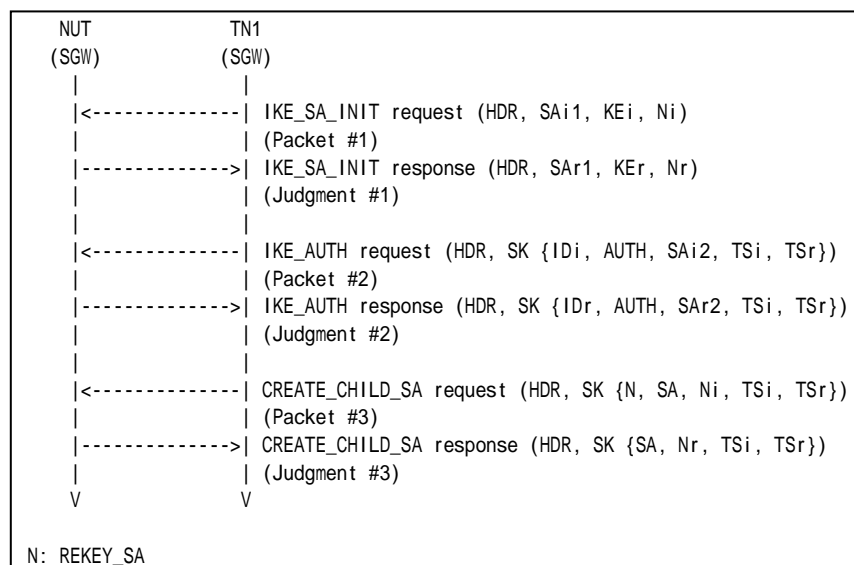 NUT TN1
(SGW) (SGW)
| |
|<--------------| IKE_SA_INIT request (HDR, SAi1, KEi, Ni)
| | (Packet #1)
|-------------->| IKE_SA_INIT response (HDR, SAr1, KEr, Nr)
| | (Judgment #1)
| |
|<--------------| IKE_AUTH request (HDR, SK {IDi, AUTH, SAi2, TSi, TSr})
| | (Packet #2)
|-------------->| IKE_AUTH response (HDR, SK {IDr, AUTH, SAr2, TSi, TSr})
| | (Judgment #2)
| |
|<--------------| CREATE_CHILD_SA request (HDR, SK {N, SA, Ni, TSi, TSr})
| | (Packet #3)
|-------------->| CREATE_CHILD_SA response (HDR, SK {SA, Nr, TSi, TSr})
| | (Judgment #3)
V V
N: REKEY_SA